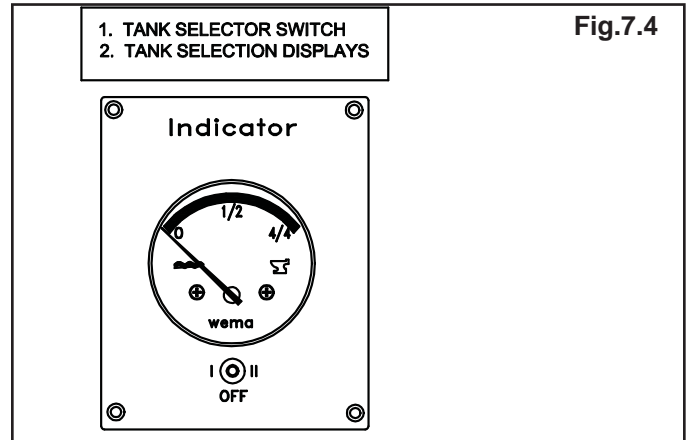 1. TANK SELECTOR SWITCH
2. TANK SELECTION DISPLAYS
Fig.7.4
Indicator
0 1/2 4/4
wema
I II
OFF